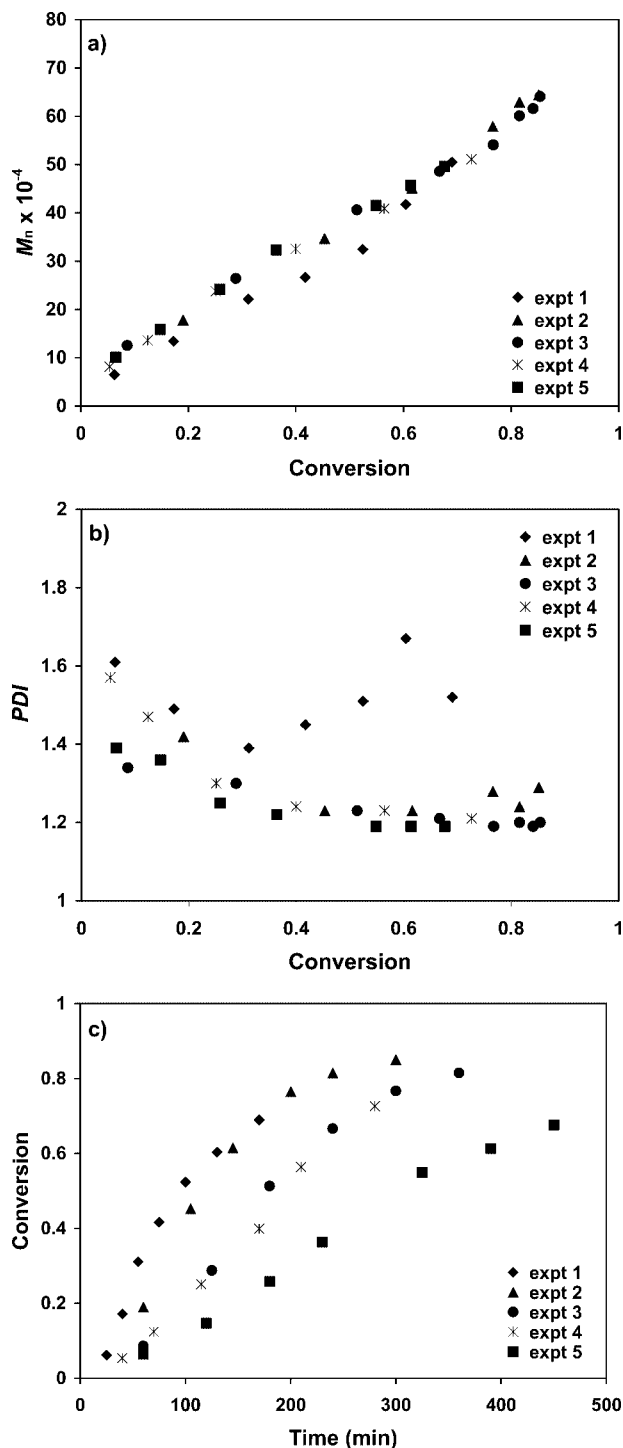 a)
80
70
60
50
40
30
20
10
0
Mn x 10-4
expt 1
expt 2
expt 3
expt 4
expt 5
0 0.2 0.4 0.6 0.8 1
Conversion
b)
2
1.8
1.6
1.4
1.2
1
PDI
expt 1
expt 2
expt 3
expt 4
expt 5
0 0.2 0.4 0.6 0.8 1
Conversion
c)
1
0.8
0.6
0.4
0.2
0
Conversion
expt 1
expt 2
expt 3
expt 4
expt 5
0 100 200 300 400 500
Time (min)